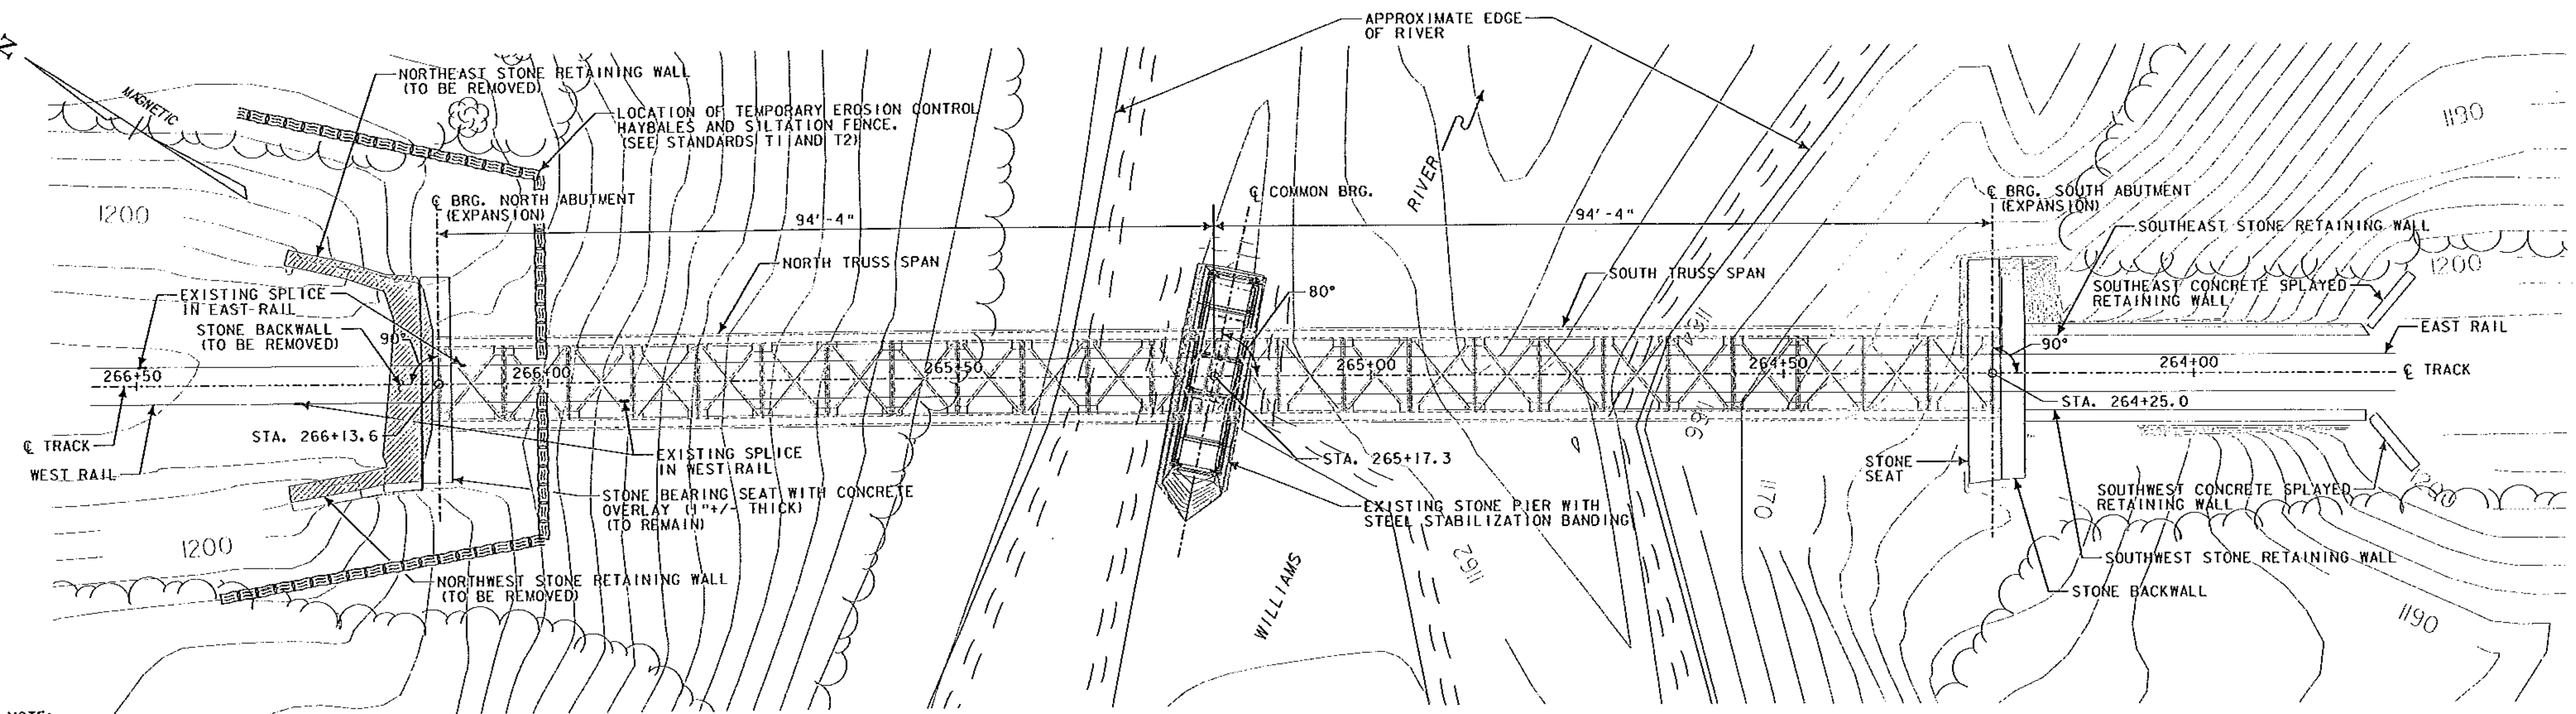 APPROXIMATE EDGE
OF RIVER
N
MAGNETIC
NORTHEAST STONE RETAINING WALL
(TO BE REMOVED)
LOCATION OF TEMPORARY EROSION CONTROL
HAYBALES AND SILTATION FENCE.
(SEE STANDARDS T1 AND T2)
1190
1200
℄ BRG. NORTH ABUTMENT
(EXPANSION)
94'-4"
℄ COMMON BRG.
RIVER
94'-4"
℄ BRG. SOUTH ABUTMENT
(EXPANSION)
SOUTHEAST STONE RETAINING WALL
1200
NORTH TRUSS SPAN
SOUTH TRUSS SPAN
SOUTHEAST CONCRETE SPLAYED
RETAINING WALL
EXISTING SPLICE
IN EAST RAIL
80°
STONE BACKWALL
(TO BE REMOVED)
90°
90°
EAST RAIL
266+50
266+00
265+50
265+00
264+50
264+00
℄ TRACK
STA. 264+25.0
℄ TRACK
WEST RAIL
STA. 266+13.6
EXISTING SPLICE
IN WEST RAIL
STA. 265+17.3
1166
STONE
SEAT
STONE BEARING SEAT WITH CONCRETE
OVERLAY (1"+/- THICK)
(TO REMAIN)
EXISTING STONE PIER WITH
STEEL STABILIZATION BANDING
1170
SOUTHWEST CONCRETE SPLAYED
RETAINING WALL
1200
1200
1162
SOUTHWEST STONE RETAINING WALL
NORTHWEST STONE RETAINING WALL
(TO BE REMOVED)
WILLIAMS
STONE BACKWALL
1190
NOTE: